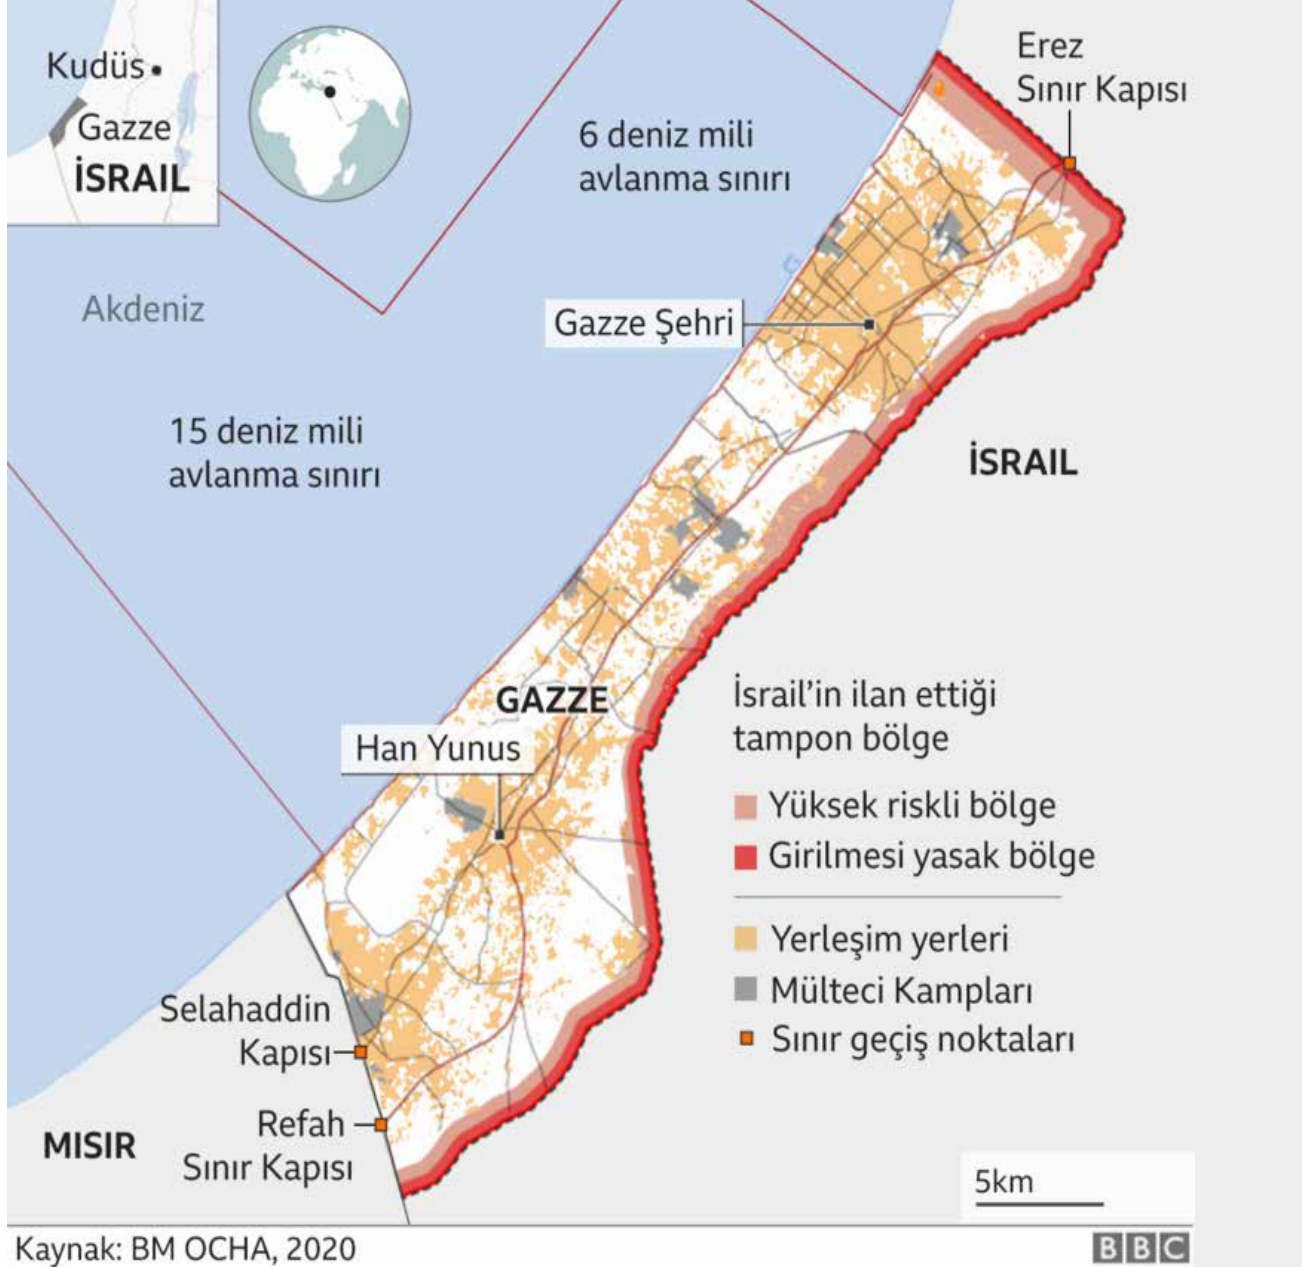 Kudüs
Gazze
İSRAIL
Akdeniz
6 deniz mili
avlanma sınırı
15 deniz mili
avlanma sınırı
Erez
Sınır Kapısı
Gazze Şehri
İSRAIL
GAZZE
Han Yunus
Selahaddin
Kapısı
Refah
Sınır Kapısı
MISIR
İsrail’in ilan ettiği
tampon bölge
Yüksek riskli bölge
Girilmesi yasak bölge
Yerleşim yerleri
Mülteci Kampları
Sınır geçiş noktaları
5km
Kaynak: BM OCHA, 2020
BBC